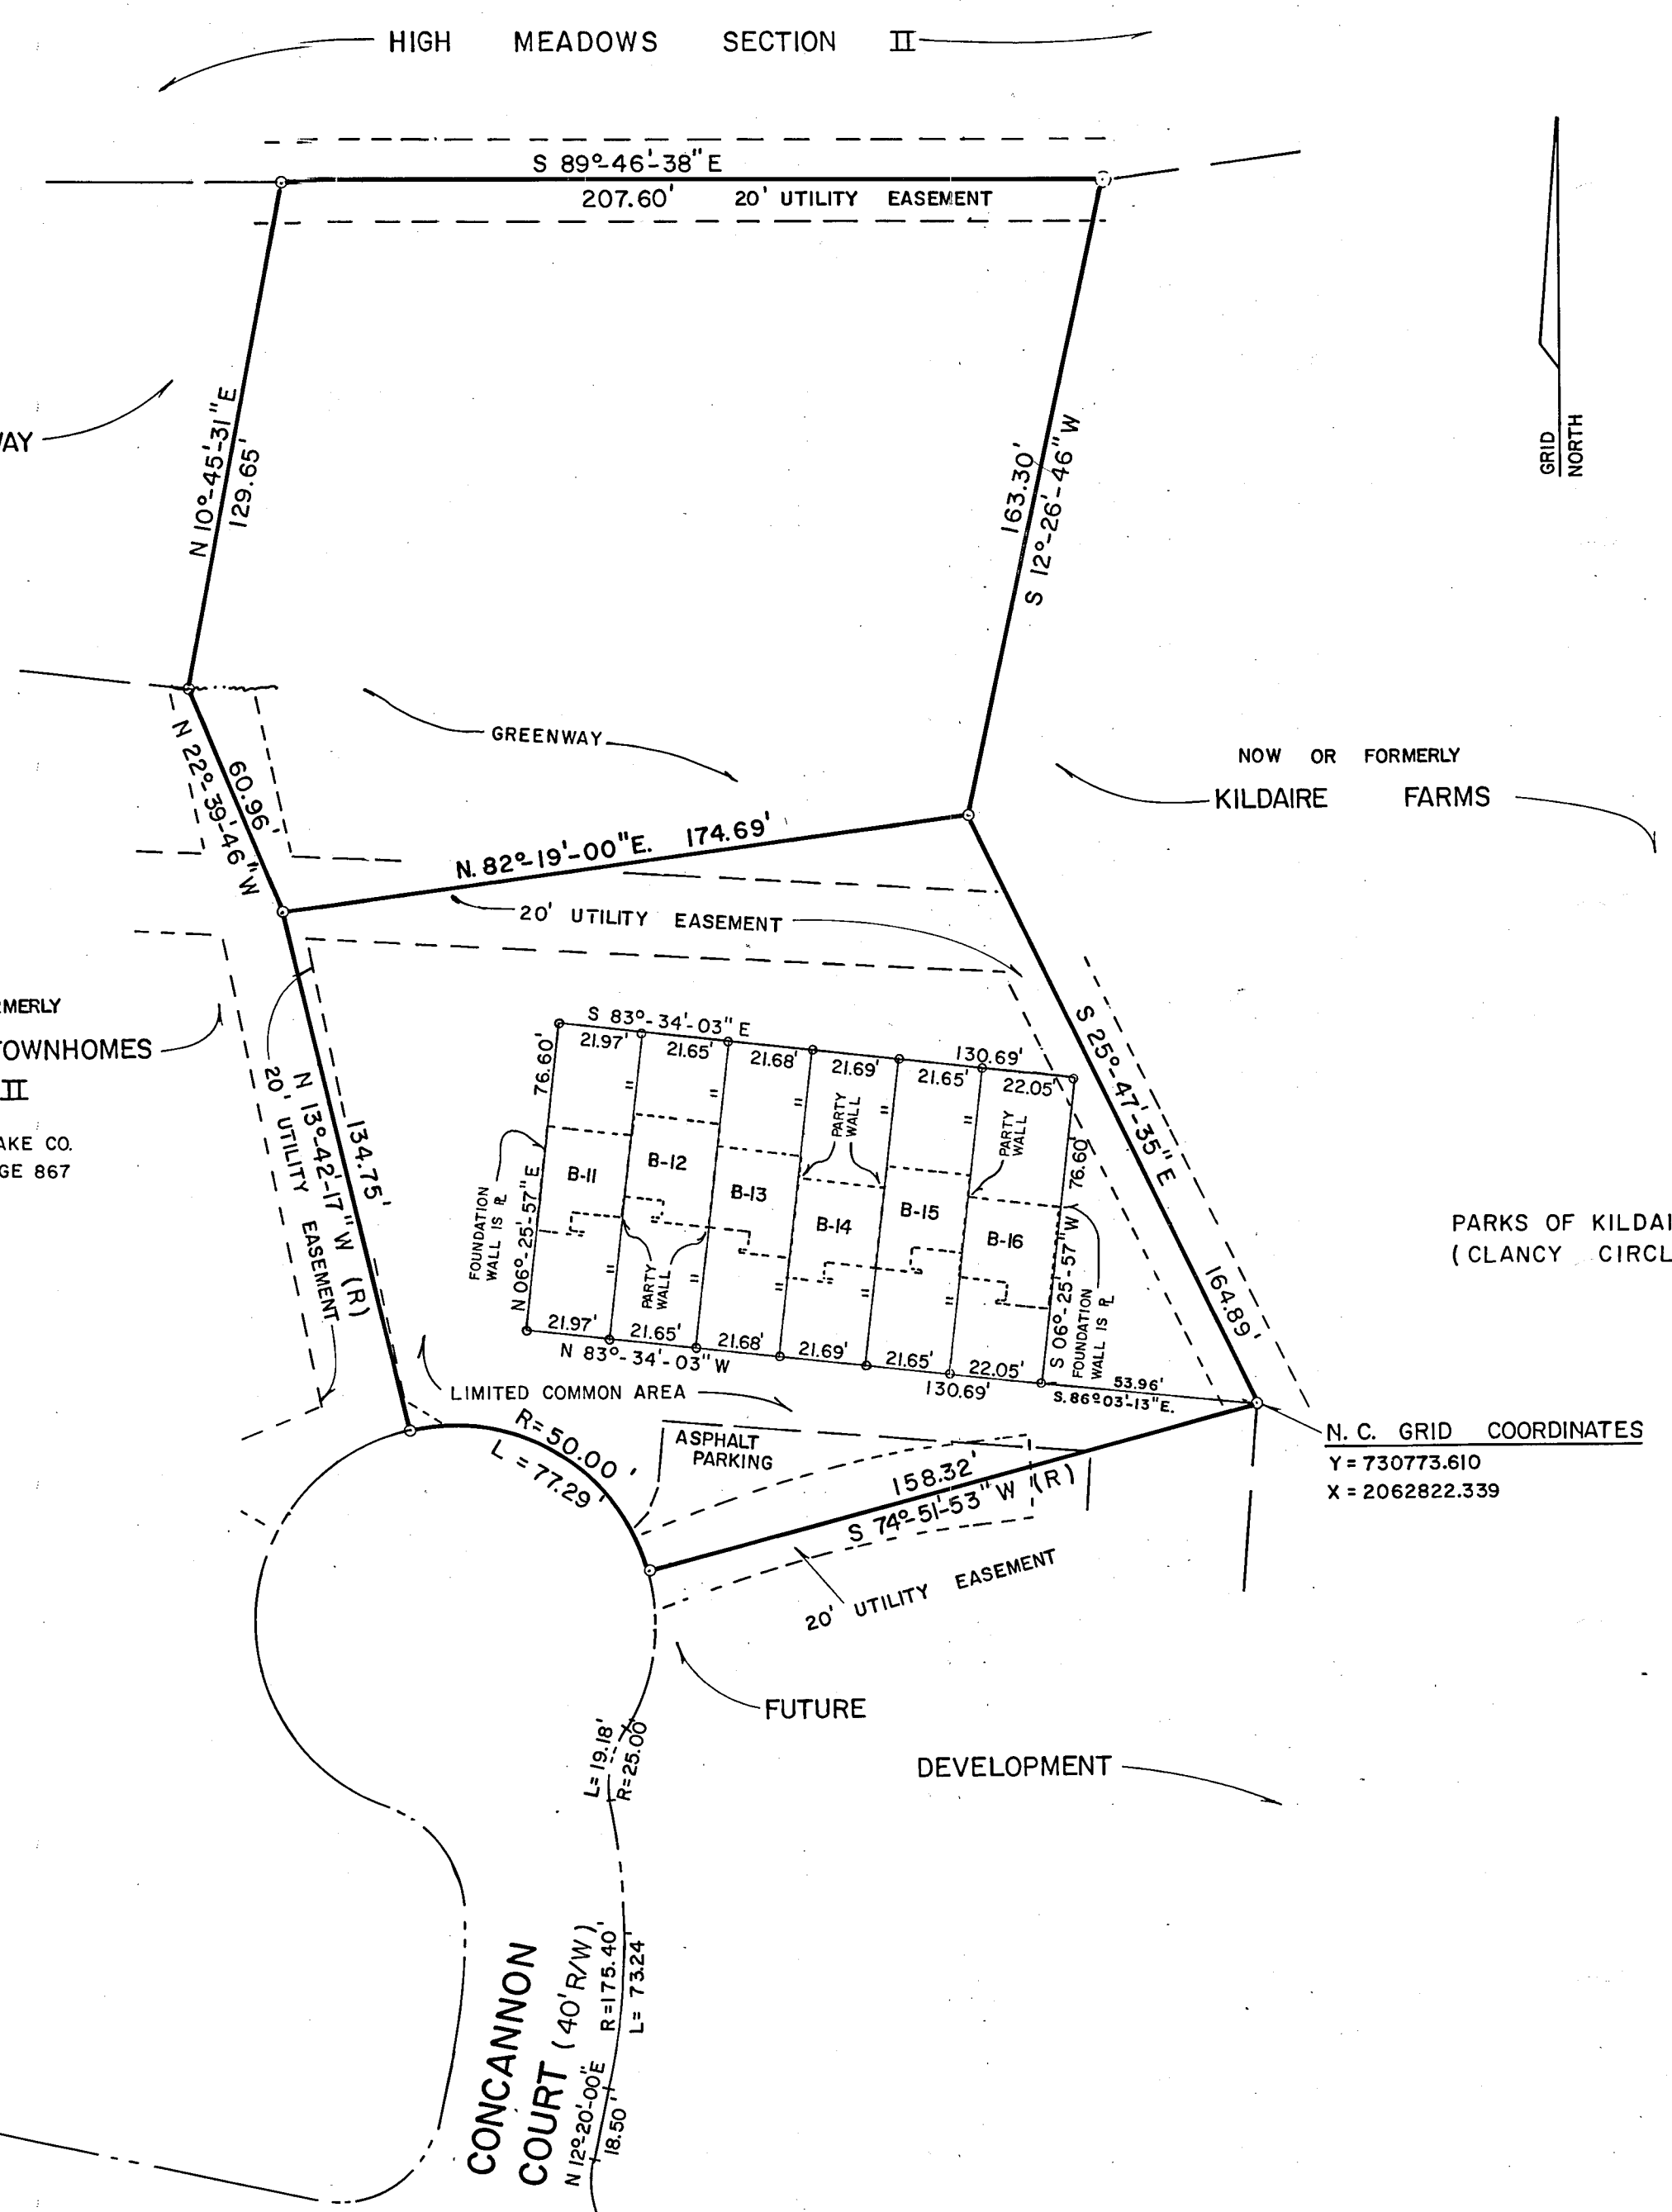 HIGH MEADOWS SECTION II
S 89°-46'-38" E
207.60' 20' UTILITY EASEMENT
N 10°-45'-31" E
129.65'
163.30'
S 12°-26'-46" W
GRID
NORTH
WAY
GREENWAY
NOW OR FORMERLY
KILDAIRE FARMS
N 22°-39'-46" W
60.96'
N. 82°-19'-00" E. 174.69'
20' UTILITY EASEMENT
RMERLY
TOWNHOMES
II
AKE CO.
GE 867
N 13°-42'-17" W (R)
134.75'
20' UTILITY EASEMENT
S 25°-47'-35" E
164.89'
S 83°-34'-03" E
130.69'
21.97'
21.65'
21.68'
21.69'
21.65'
22.05'
76.60'
N 06°-25'-57" E
76.60'
S 06°-25'-57" W
PARTY
WALL
PARTY
WALL
PARTY
WALL
B-11
B-12
B-13
B-14
B-15
B-16
FOUNDATION
WALL IS PL
FOUNDATION
WALL IS PL
21.97'
21.65'
21.68'
21.69'
21.65'
22.05'
N 83°-34'-03" W
130.69'
53.96'
S. 86°03'-13" E.
PARKS OF KILDAI
(CLANCY CIRCL
LIMITED COMMON AREA
R=50.00'
L=77.29'
ASPHALT
PARKING
158.32'
S 74°-51'-53" W (R)
N. C. GRID COORDINATES
Y = 730773.610
X = 2062822.339
20' UTILITY EASEMENT
FUTURE
DEVELOPMENT
L=19.18'
R=25.00
CONCANNON
COURT (40' R/W)
R=175.40'
L= 73.24'
N 12°-20'-00" E
18.50'